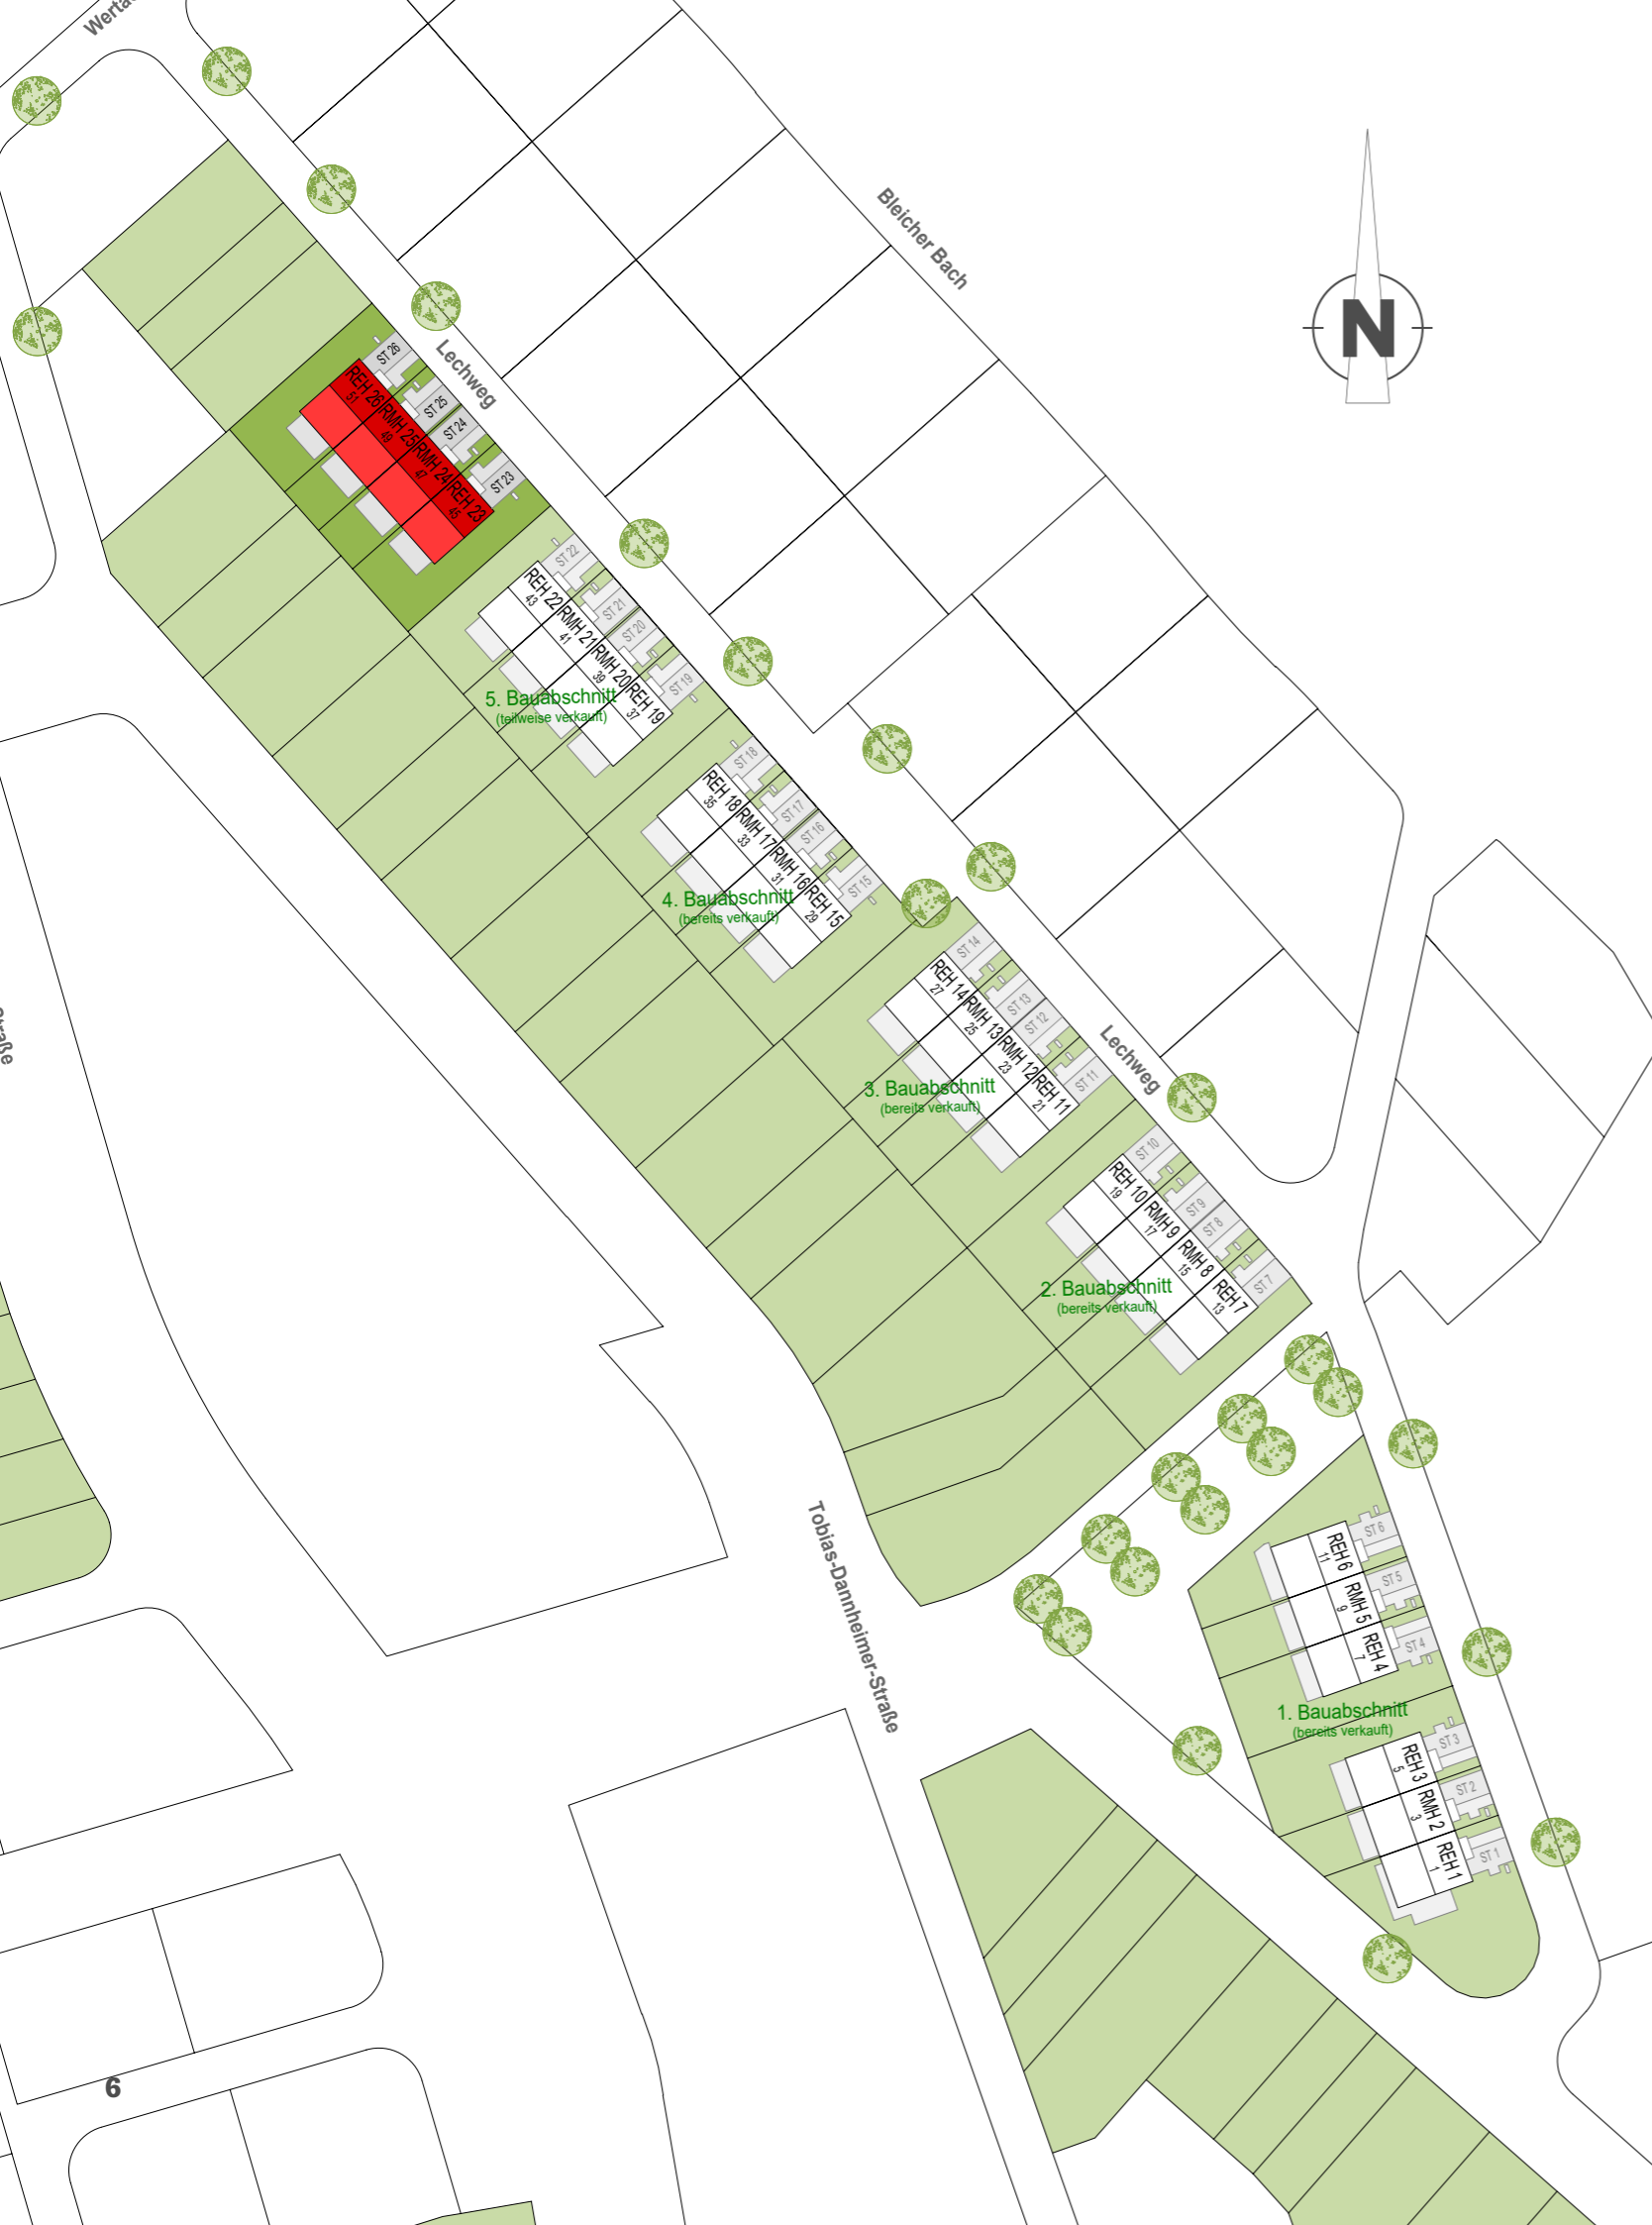 Bleicher Bach
N
Lechweg
ST 26
ST 25
ST 24
ST 23
REH 26
51
RMH 25
49
RMH 24
47
REH 23
45
ST 22
ST 21
ST 20
ST 19
REH 22
43
RMH 21
41
RMH 20
39
REH 19
37
5. Bauabschnitt
(teilweise verkauft)
ST 18
ST 17
ST 16
ST 15
REH 18
35
RMH 17
33
RMH 16
31
REH 15
29
4. Bauabschnitt
(bereits verkauft)
ST 14
ST 13
ST 12
ST 11
REH 14
27
RMH 13
25
RMH 12
23
REH 11
21
3. Bauabschnitt
(bereits verkauft)
Lechweg
ST 10
ST 9
ST 8
ST 7
REH 10
19
RMH 9
17
RMH 8
15
REH 7
13
2. Bauabschnitt
(bereits verkauft)
Tobias-Dannheimer-Straße
ST 6
ST 5
ST 4
REH 6
11
RMH 5
9
REH 4
7
1. Bauabschnitt
(bereits verkauft)
ST 3
ST 2
ST 1
REH 3
5
RMH 2
3
REH 1
1
6